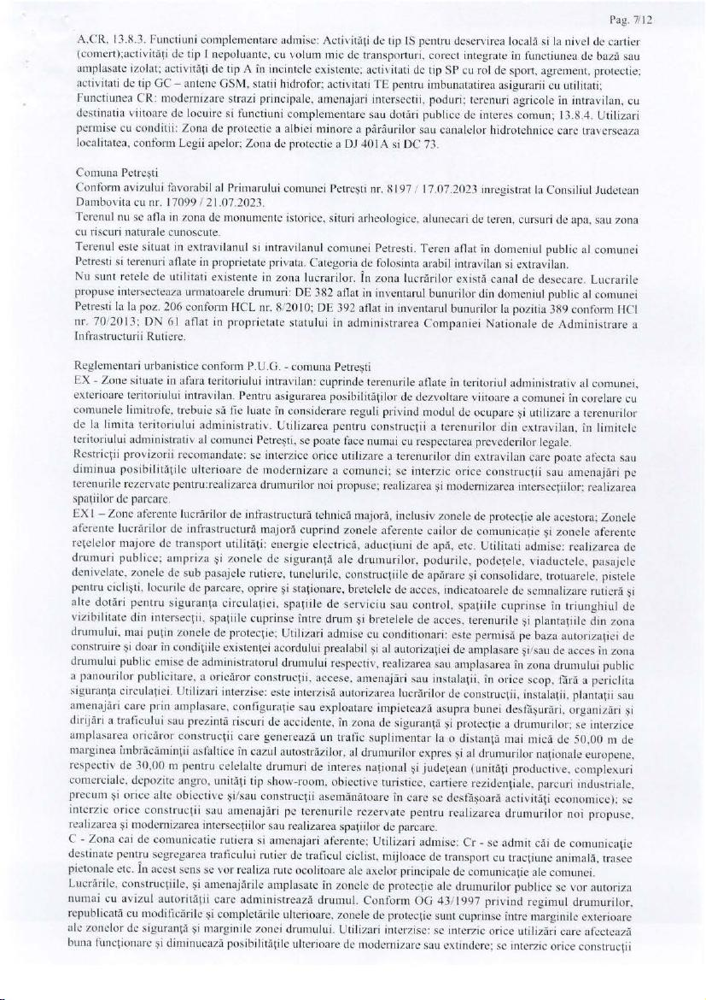 Pag. 7/12
A,CR, 13.8.3. Functiuni complementare admise: Activități de tip IS pentru deservirea locală si la nivel de cartier
(comerț);activități de tip I nepoluante, cu volum mic de transporturi, corect integrate în functiunea de bază sau
amplasate izolat; activități de tip A în incintele existente; activitati de tip SP cu rol de sport, agrement, protectie;
activitati de tip GC – antene GSM, statii hidrofor; activitati TE pentru imbunatatirea asigurarii cu utilitati;
Functiunea CR: modernizare strazi principale, amenajari intersectii, poduri; terenuri agricole în intravilan, cu
destinatia viitoare de locuire si functiuni complementare sau dotări publice de interes comun; 13.8.4. Utilizari
permise cu conditii: Zona de protectie a albiei minore a pârâurilor sau canalelor hidrotehnice care traverseaza
localitatea, conform Legii apelor; Zona de protectie a DJ 401A si DC 73.
Comuna Petrești
Conform avizului favorabil al Primarului comunei Petrești nr. 8197 / 17.07.2023 inregistrat la Consiliul Judetean
Dambovita cu nr. 17099 / 21.07.2023.
Terenul nu se afla in zona de monumente istorice, situri arheologice, alunecari de teren, cursuri de apa, sau zona
cu riscuri naturale cunoscute.
Terenul este situat in extravilanul si intravilanul comunei Petresti. Teren aflat în domeniul public al comunei
Petresti si terenuri aflate in proprietate privata. Categoria de folosinta arabil intravilan si extravilan.
Nu sunt retele de utilitati existente in zona lucrarilor. În zona lucrărilor există canal de desecare. Lucrarile
propuse intersecteaza urmatoarele drumuri: DE 382 aflat in inventarul bunurilor din domeniul public al comunei
Petresti la la poz. 206 conform HCL nr. 8/2010; DE 392 aflat in inventarul bunurilor la pozitia 389 conform HCl
nr. 70/2013; DN 61 aflat in proprietate statului in administrarea Companiei Nationale de Administrare a
Infrastructurii Rutiere.
Reglementari urbanistice conform P.U.G. - comuna Petrești
EX - Zone situate in afara teritoriului intravilan: cuprinde terenurile aflate în teritoriul administrativ al comunei,
exterioare teritoriului intravilan. Pentru asigurarea posibilităților de dezvoltare viitoare a comunei în corelare cu
comunele limitrofe, trebuie să fie luate în considerare reguli privind modul de ocupare și utilizare a terenurilor
de la limita teritoriului administrativ. Utilizarea pentru construcții a terenurilor din extravilan, în limitele
teritoriului administrativ al comunei Petrești, se poate face numai cu respectarea prevederilor legale.
Restricții provizorii recomandate: se interzice orice utilizare a terenurilor din extravilan care poate afecta sau
diminua posibilitățile ulterioare de modernizare a comunei; se interzic orice construcții sau amenajări pe
terenurile rezervate pentru:realizarea drumurilor noi propuse; realizarea și modernizarea intersecțiilor; realizarea
spațiilor de parcare.
EX1 – Zone aferente lucrărilor de infrastructură tehnică majoră, inclusiv zonele de protecție ale acestora; Zonele
aferente lucrărilor de infrastructură majoră cuprind zonele aferente cailor de comunicație și zonele aferente
rețelelor majore de transport utilități: energie electrică, aducțiuni de apă, etc. Utilitati admise: realizarea de
drumuri publice; ampriza și zonele de siguranță ale drumurilor, podurile, podețele, viaductele, pasajele
denivelate, zonele de sub pasajele rutiere, tunelurile, construcțiile de apărare și consolidare, trotuarele, pistele
pentru cicliști, locurile de parcare, oprire și staționare, bretelele de acces, indicatoarele de semnalizare rutieră și
alte dotări pentru siguranța circulației, spațiile de serviciu sau control, spațiile cuprinse în triunghiul de
vizibilitate din intersecții, spațiile cuprinse între drum și bretelele de acces, terenurile și plantațiile din zona
drumului, mai puțin zonele de protecție; Utilizari admise cu conditionari: este permisă pe baza autorizației de
construire și doar în condițiile existenței acordului prealabil și al autorizației de amplasare și/sau de acces în zona
drumului public emise de administratorul drumului respectiv, realizarea sau amplasarea în zona drumului public
a panourilor publicitare, a oricăror construcții, accese, amenajări sau instalații, în orice scop, fără a periclita
siguranța circulației. Utilizari interzise: este interzisă autorizarea lucrărilor de construcții, instalații, plantații sau
amenajări care prin amplasare, configurație sau exploatare impietează asupra bunei desfășurări, organizări și
dirijări a traficului sau prezintă riscuri de accidente, în zona de siguranță și protecție a drumurilor; se interzice
amplasarea oricăror construcții care generează un trafic suplimentar la o distanță mai mică de 50,00 m de
marginea îmbrăcăminții asfaltice în cazul autostrăzilor, al drumurilor expres și al drumurilor naționale europene,
respectiv de 30,00 m pentru celelalte drumuri de interes național și județean (unități productive, complexuri
comerciale, depozite angro, unități tip show-room, obiective turistice, cartiere rezidențiale, parcuri industriale,
precum și orice alte obiective și/sau construcții asemănătoare în care se desfășoară activități economice); se
interzic orice construcții sau amenajări pe terenurile rezervate pentru realizarea drumurilor noi propuse,
realizarea și modernizarea intersecțiilor sau realizarea spațiilor de parcare.
C - Zona cai de comunicatie rutiera si amenajari aferente; Utilizari admise: Cr - se admit căi de comunicație
destinate pentru segregarea traficului rutier de traficul ciclist, mijloace de transport cu tracțiune animală, trasee
pietonale etc. În acest sens se vor realiza rute ocolitoare ale axelor principale de comunicație ale comunei.
Lucrările, construcțiile, și amenajările amplasate în zonele de protecție ale drumurilor publice se vor autoriza
numai cu avizul autorității care administrează drumul. Conform OG 43/1997 privind regimul drumurilor,
republicată cu modificările și completările ulterioare, zonele de protecție sunt cuprinse între marginile exterioare
ale zonelor de siguranță și marginile zonei drumului. Utilizari interzise: se interzic orice utilizări care afectează
buna funcționare și diminuează posibilitățile ulterioare de modernizare sau extindere; se interzic orice construcții